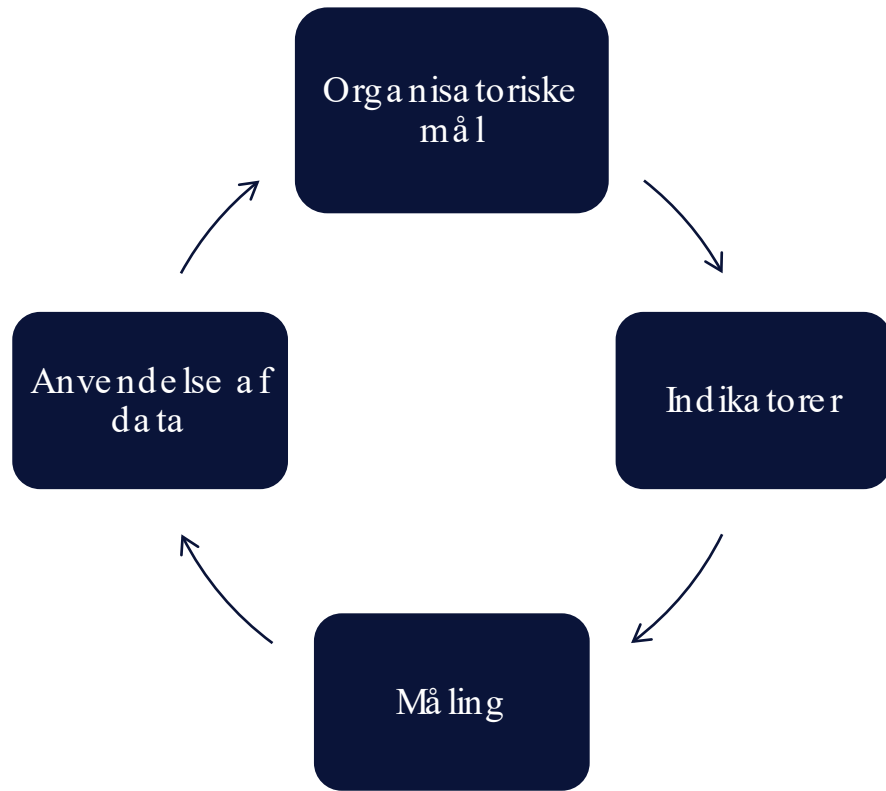 Organisatoriske
mål
Indikatorer
Måling
Anvendelse af
data